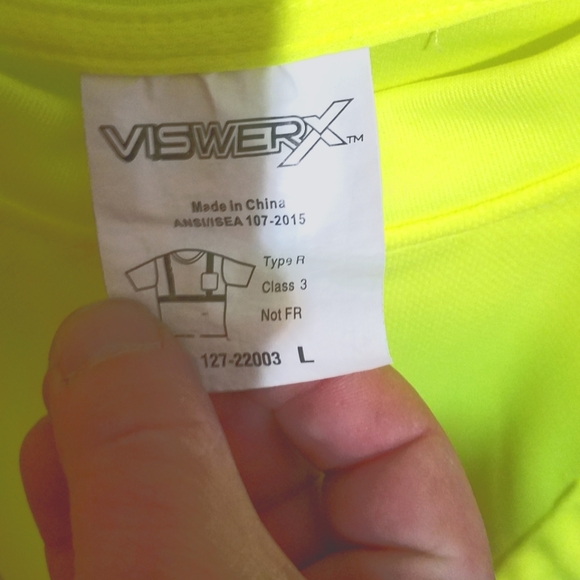 VISWERX™
Made in China
ANSI/ISEA 107-2015
Type R
Class 3
Not FR
127-22003 L